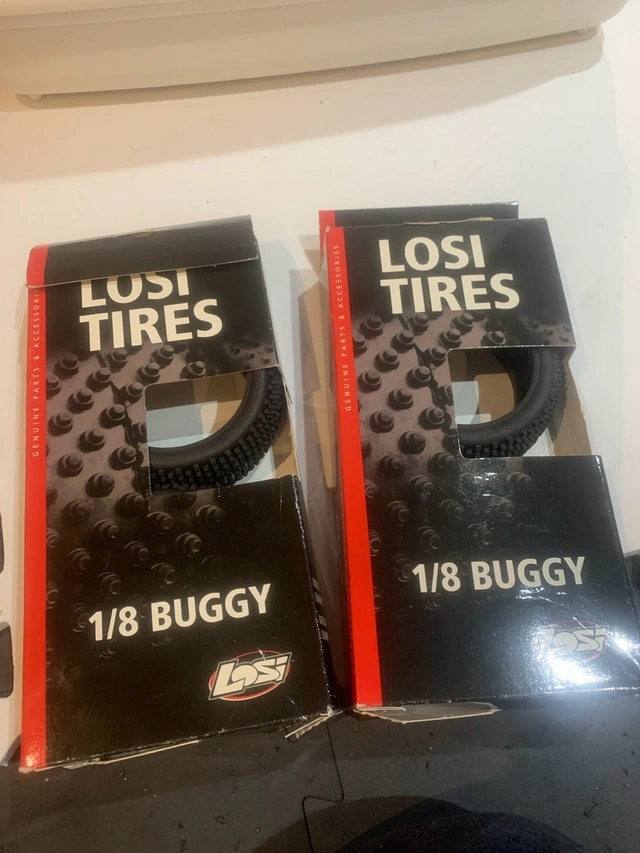 LOSI
TIRES
GENUINE PARTS & ACCESSORIES
1/8 BUGGY
LOSi
LOSI
TIRES
GENUINE PARTS & ACCESSORIES
1/8 BUGGY
LOSi